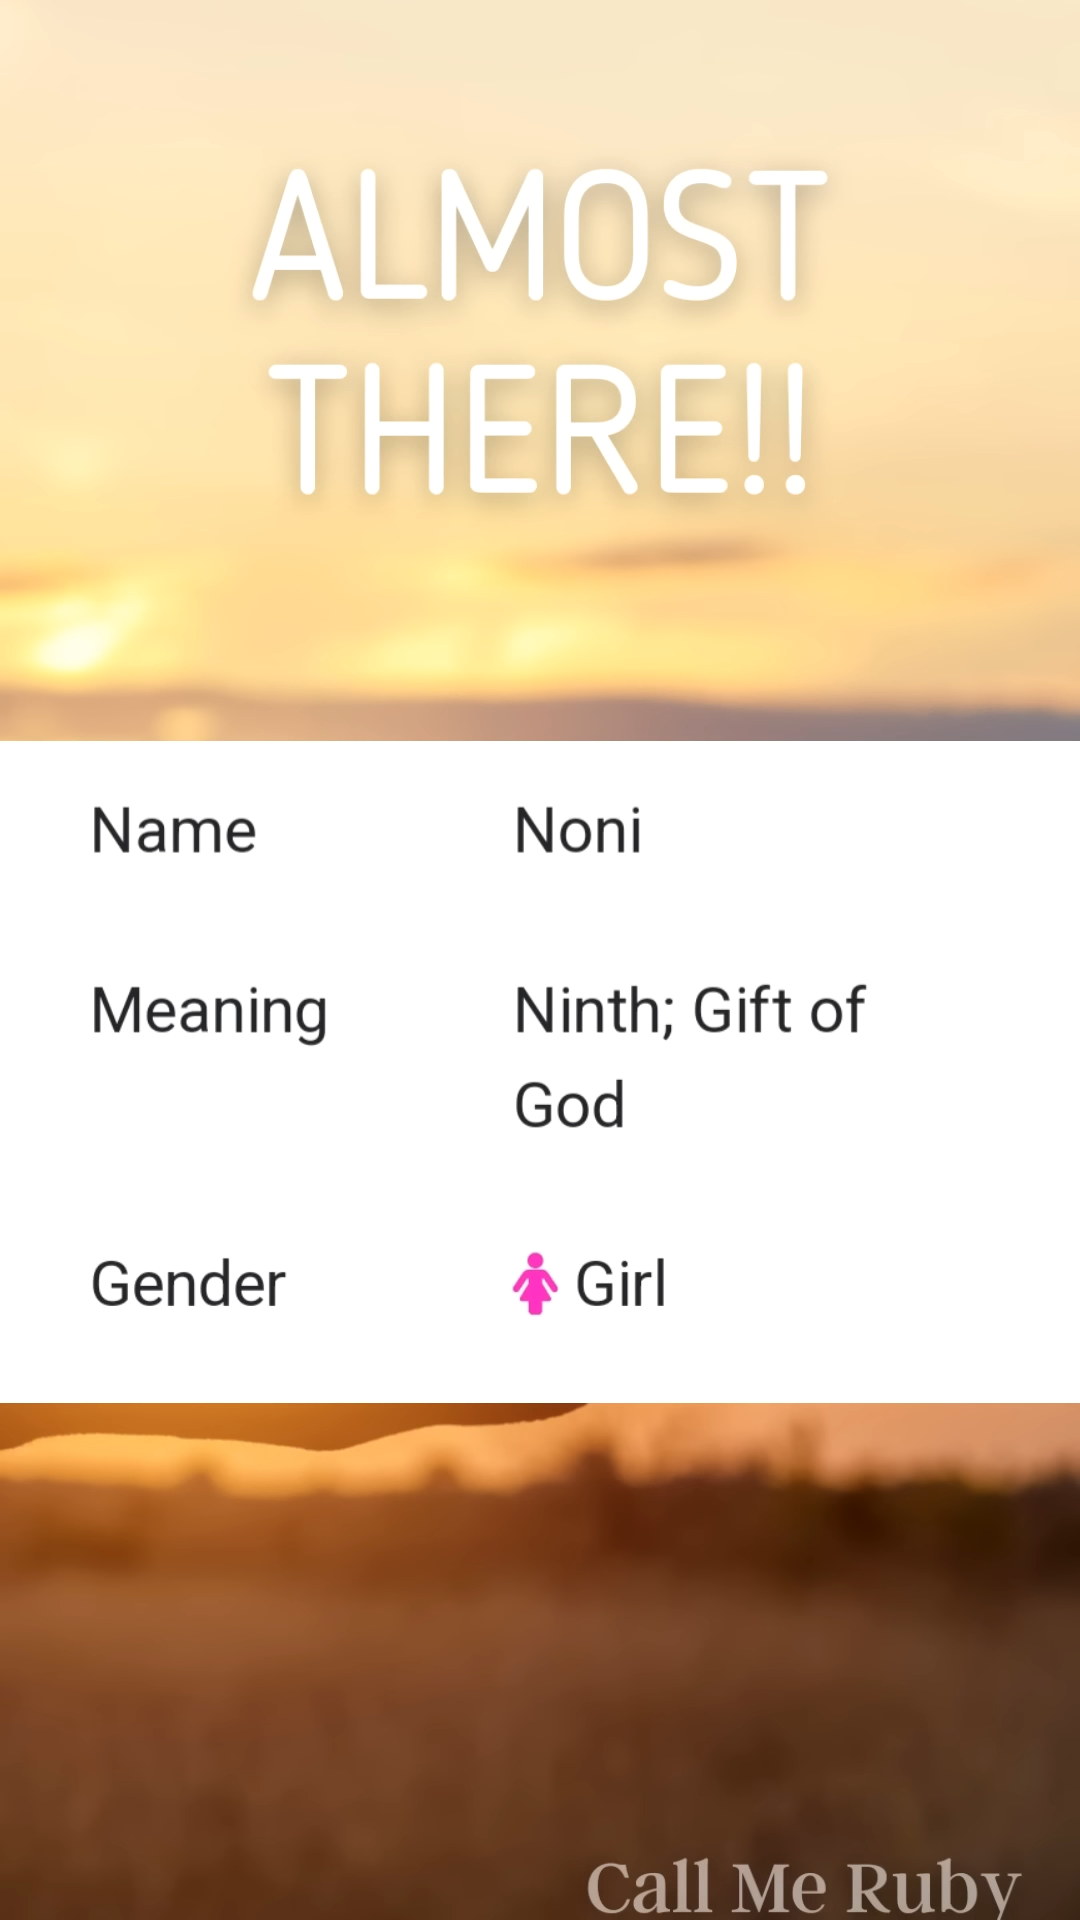 ALMOST
THERE!!
Name Noni
Meaning Ninth; Gift of
God
Gender Girl
Call Me Ruby